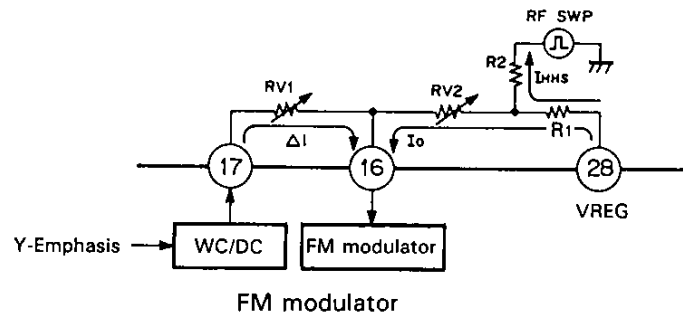 RF SWP
R2
IHHS
RV1
RV2
R1
ΔI
Io
17
16
28
VREG
Y-Emphasis
WC/DC
FM modulator
FM modulator